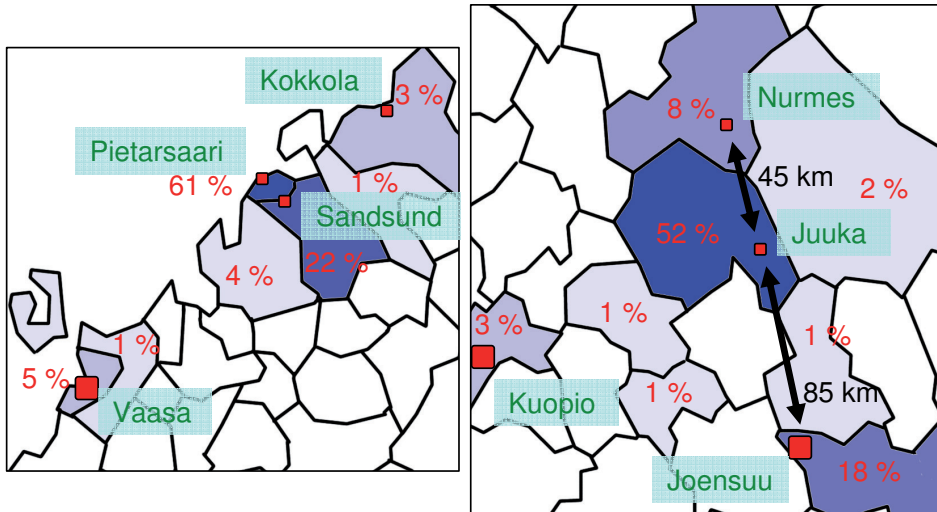 Kokkola
3 %
Pietarsaari
61 %
1 %
Sandsund
22 %
4 %
1 %
5 %
Vaasa
8 %
Nurmes
45 km
2 %
52 %
Juuka
3 %
1 %
1 %
Kuopio
1 %
85 km
Joensuu
18 %